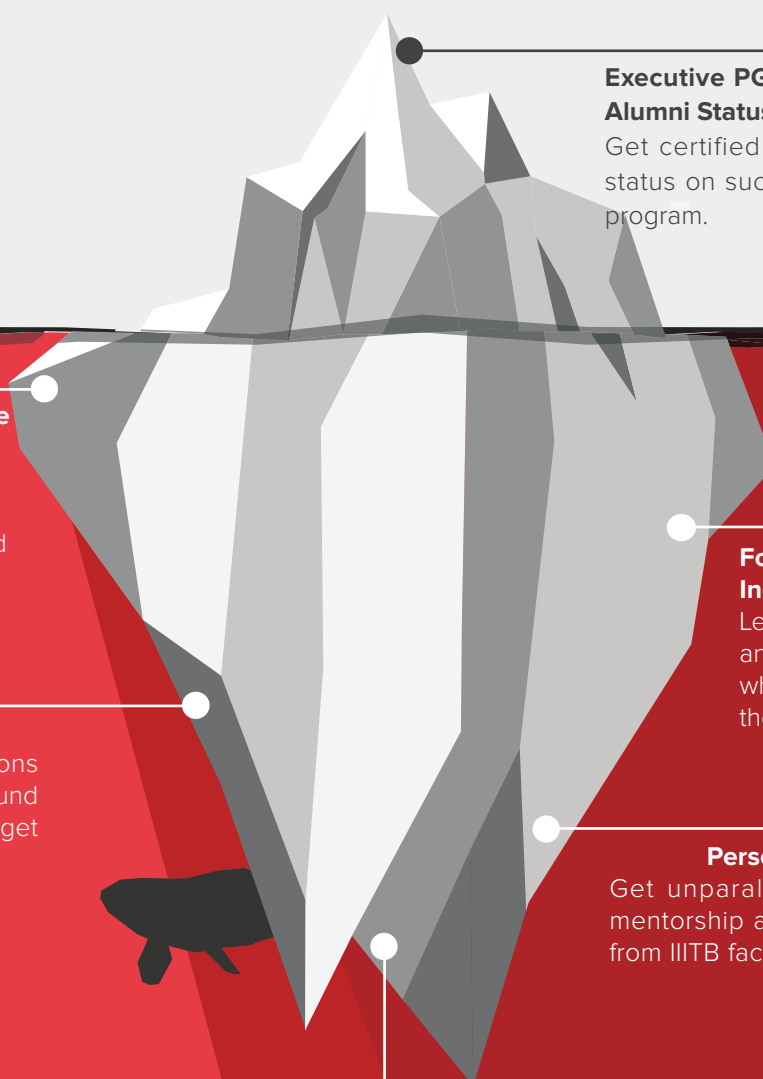 Executive PG
Alumni Status
Get certified
status on suc
program.
e
d
ons
und
get
Fo
In
Le
an
wh
the
Perso
Get unparal
mentorship a
from IIITB fac